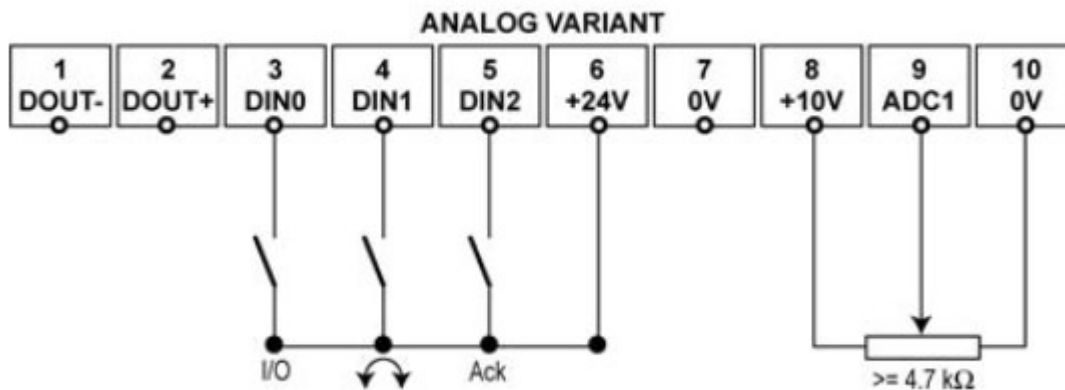 ANALOG VARIANT
1 2 3 4 5 6 7 8 9 10
DOUT- DOUT+ DIN0 DIN1 DIN2 +24V 0V +10V ADC1 0V
I/O Ack >= 4.7 kΩ